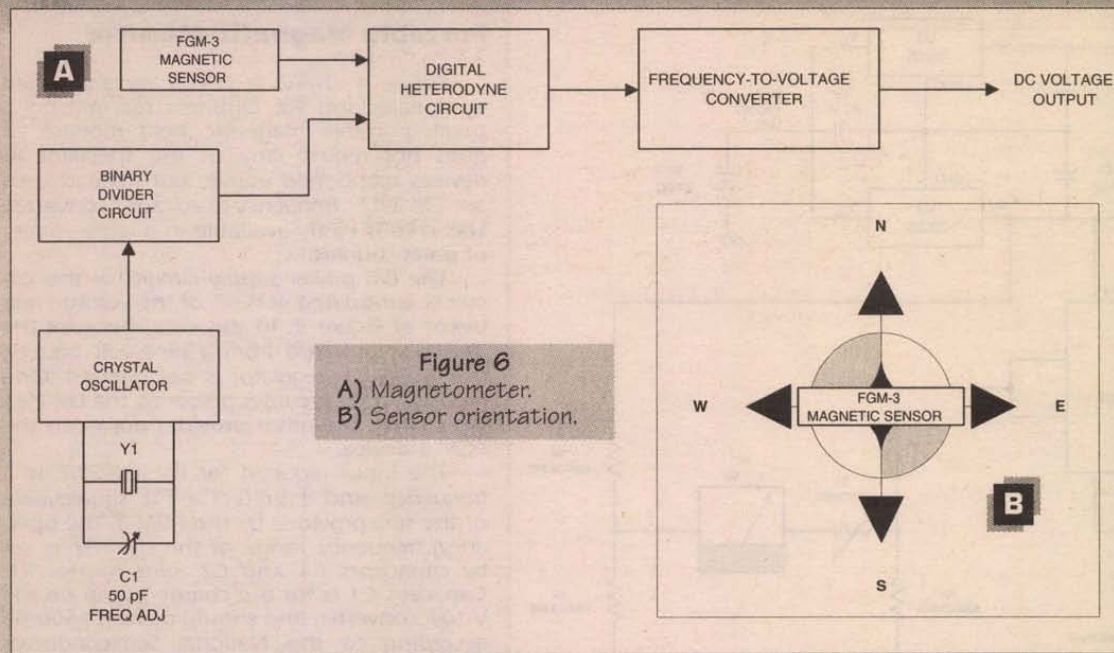 A
FGM-3
MAGNETIC
SENSOR
DIGITAL
HETERODYNE
CIRCUIT
FREQUENCY-TO-VOLTAGE
CONVERTER
DC VOLTAGE
OUTPUT
BINARY
DIVIDER
CIRCUIT
CRYSTAL
OSCILLATOR
Y1
C1
50 pF
FREQ ADJ
Figure 6
A) Magnetometer.
B) Sensor orientation.
N
W
FGM-3
MAGNETIC SENSOR
E
S
B